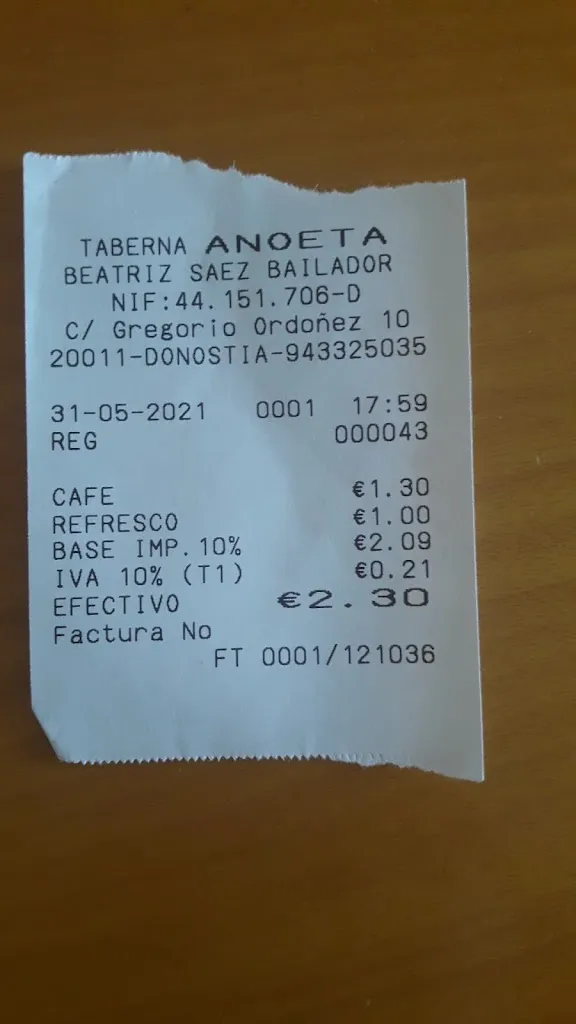 TABERNA ANOETA
BEATRIZ SAEZ BAILADOR
NIF:44.151.706-D
C/ Gregorio Ordoñez 10
20011-DONOSTIA-943325035
31-05-2021 0001 17:59
REG 000043
CAFE €1.30
REFRESCO €1.00
BASE IMP.10% €2.09
IVA 10% (T1) €0.21
EFECTIVO €2.30
Factura No
FT 0001/121036